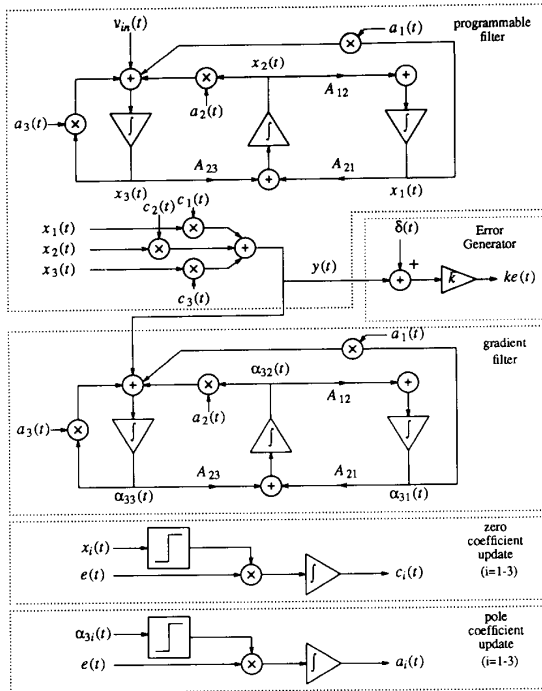 v_in(t)
a_1(t)
programmable
filter
x_2(t)
A_12
a_3(t)
a_2(t)
∫
∫
∫
A_23
A_21
x_3(t)
x_1(t)
c_2(t)
c_1(t)
x_1(t)
x_2(t)
x_3(t)
c_3(t)
y(t)
δ(t)
+
Error
Generator
k
ke(t)
a_1(t)
gradient
filter
α_32(t)
A_12
a_3(t)
a_2(t)
∫
∫
∫
A_23
A_21
α_33(t)
α_31(t)
x_i(t)
e(t)
∫
c_i(t)
zero
coefficient
update
(i=1-3)
α_3i(t)
e(t)
∫
a_i(t)
pole
coefficient
update
(i=1-3)